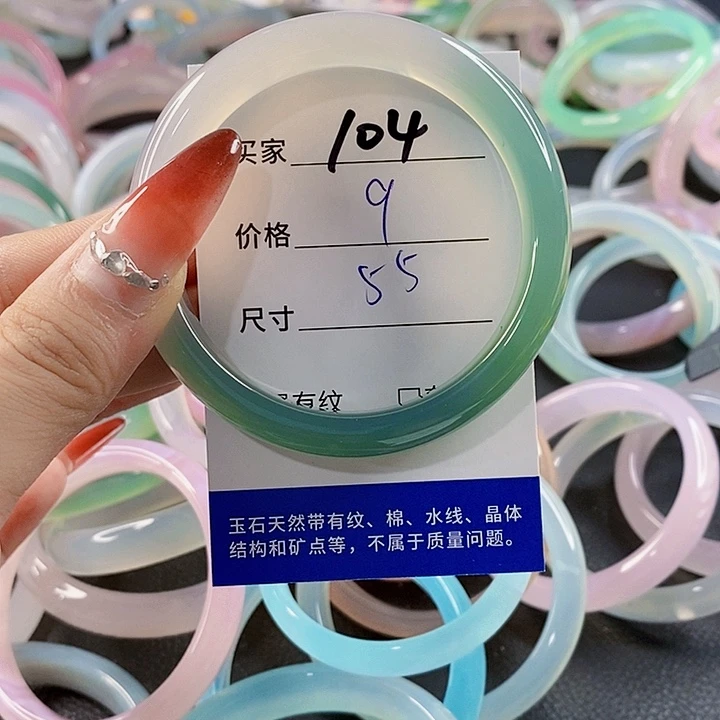 买家 104
价格 9
尺寸 55
有纹
玉石天然带有纹、棉、水线、晶体
结构和矿点等，不属于质量问题。